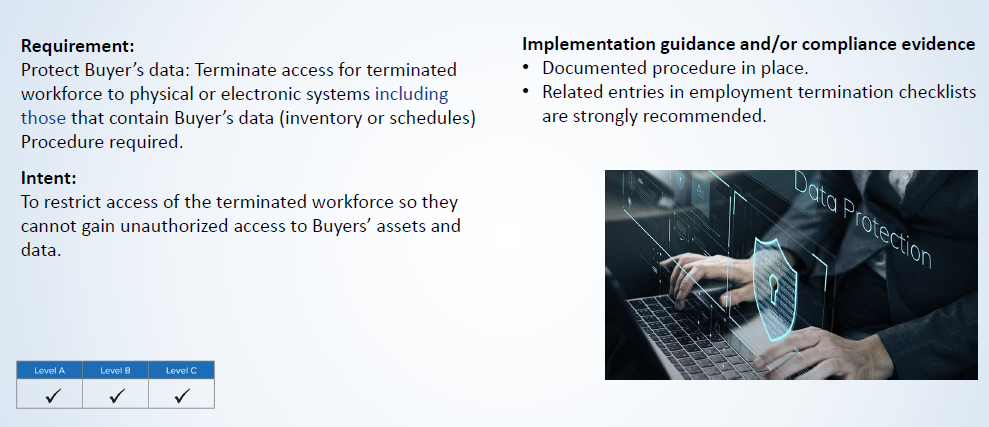 Requirement:
Protect Buyer's data: Terminate access for terminated
workforce to physical or electronic systems including
those that contain Buyer's data (inventory or schedules)
Procedure required.
Intent:
To restrict access of the terminated workforce so they
cannot gain unauthorized access to Buyers' assets and
data.
Implementation guidance and/or compliance evidence
• Documented procedure in place.
• Related entries in employment termination checklists
are strongly recommended.
Data Protection
Level A Level B Level C
✓ ✓ ✓